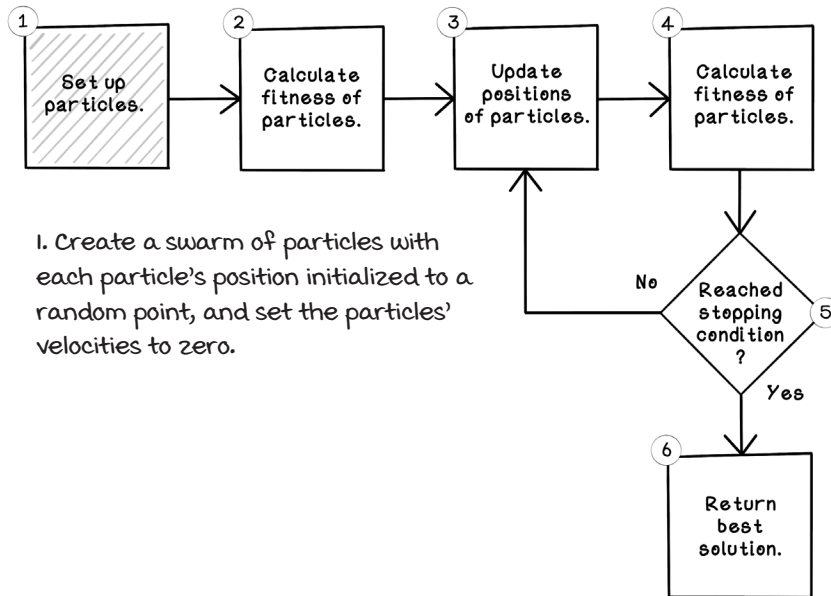 1
Set up
particles.
2
Calculate
fitness of
particles.
3
Update
positions
of particles.
4
Calculate
fitness of
particles.
1. Create a swarm of particles with
each particle's position initialized to a
random point, and set the particles'
velocities to zero.
No
Reached
stopping
condition
?
5
Yes
6
Return
best
solution.